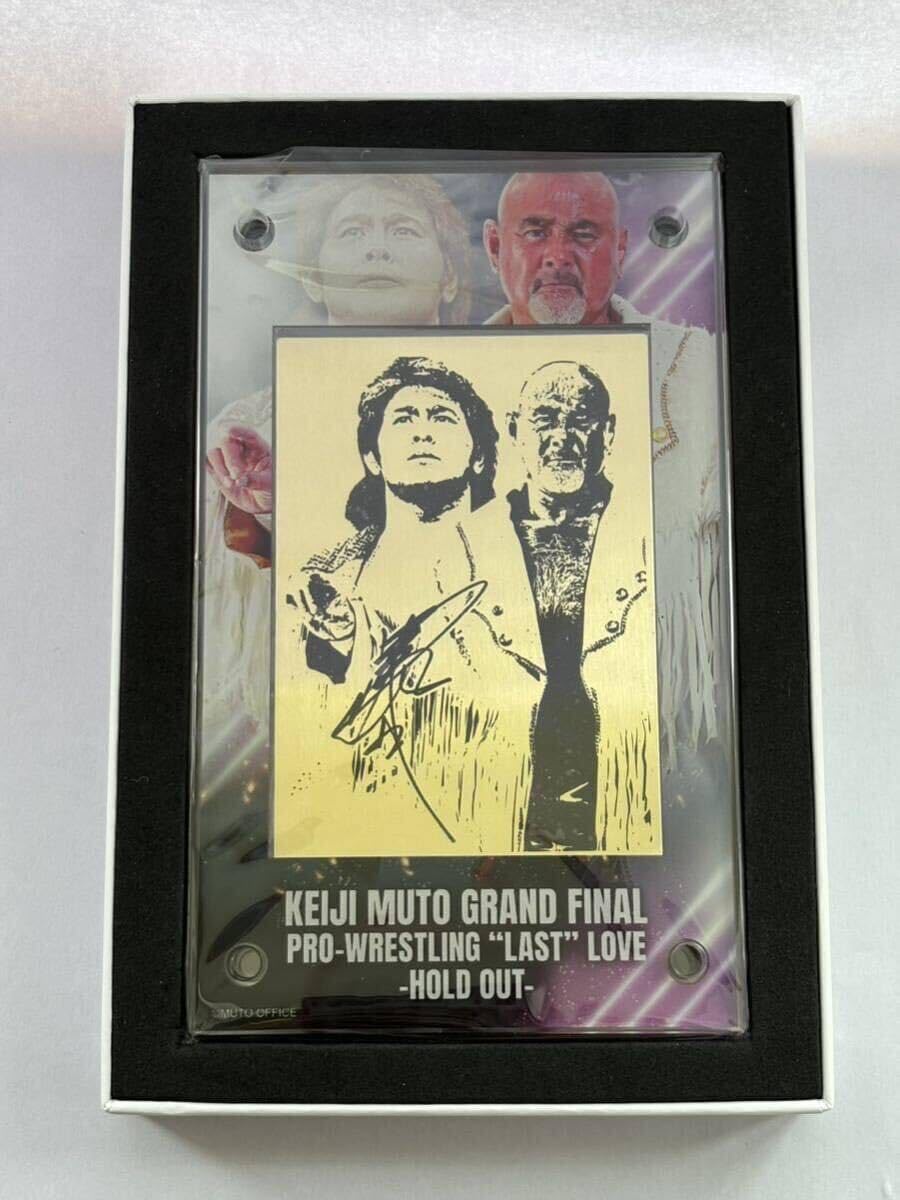 KEIJI MUTO GRAND FINAL
PRO-WRESTLING “LAST” LOVE
-HOLD OUT-
©MUTO OFFICE